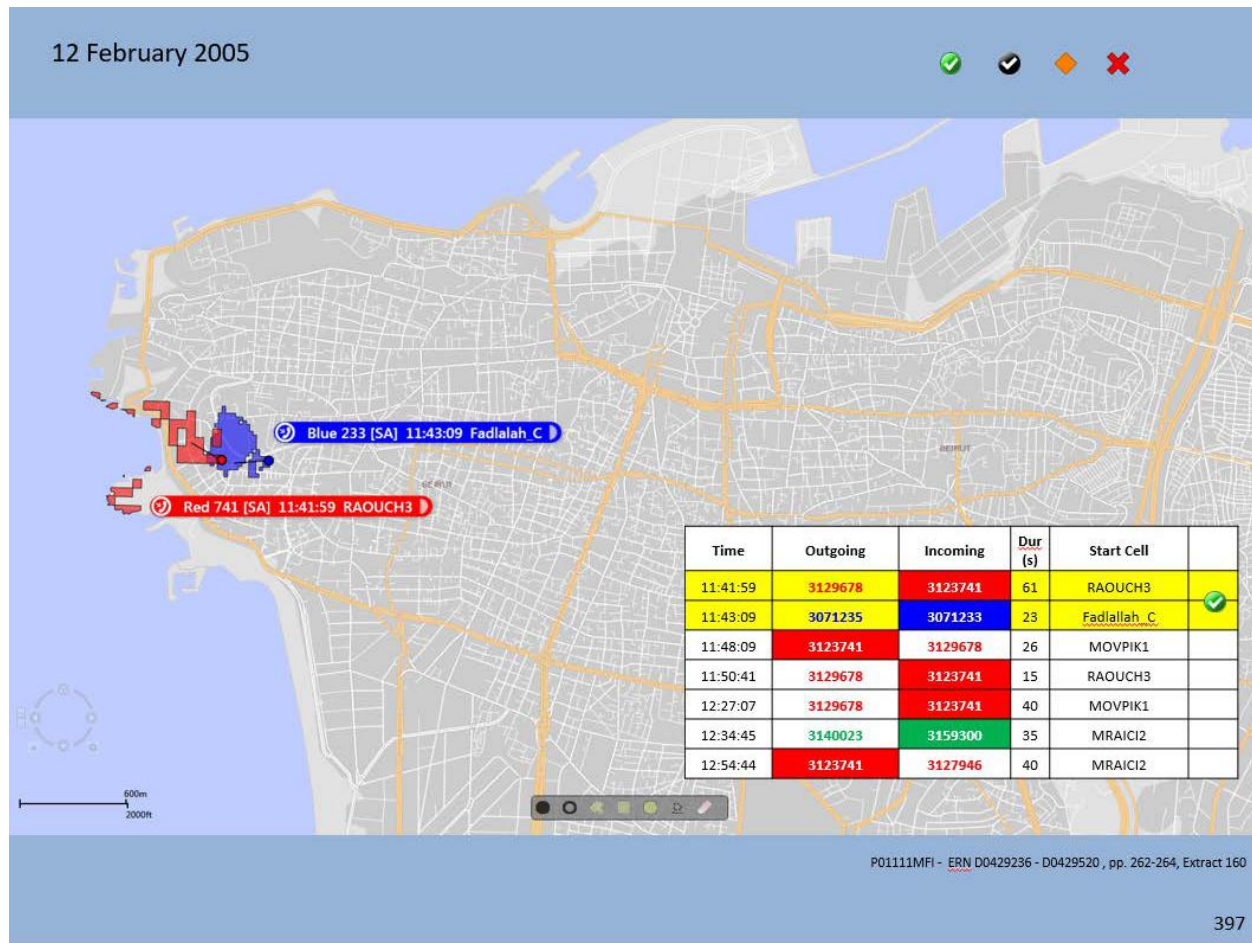 12 February 2005
Blue 233 [SA] 11:43:09 Fadlalah_C
BEIRUT
BEIRUT
Red 741 [SA] 11:41:59 RAOUCH3
Time Outgoing Incoming Dur (s) Start Cell
11:41:59 3129678 3123741 61 RAOUCH3
11:43:09 3071235 3071233 23 Fadlallah_C
11:48:09 3123741 3129678 26 MOVPIK1
11:50:41 3129678 3123741 15 RAOUCH3
12:27:07 3129678 3123741 40 MOVPIK1
12:34:45 3140023 3159300 35 MRAICI2
12:54:44 3123741 3127946 40 MRAICI2
600m
2000ft
P01111MFI - ERN D0429236 - D0429520 , pp. 262-264, Extract 160
397